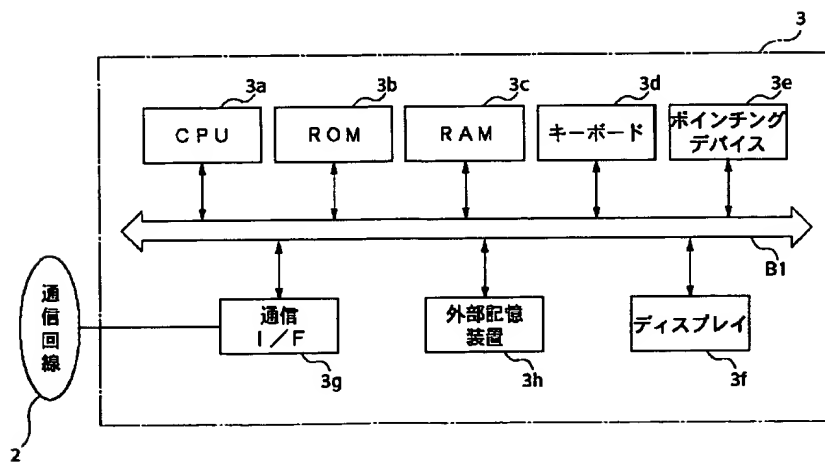 3
3a
3b
3c
3d
3e
CPU
ROM
RAM
キーボード
ポインチング
デバイス
B1
通信回線
通信
I/F
外部記憶
装置
ディスプレイ
3g
3h
3f
2